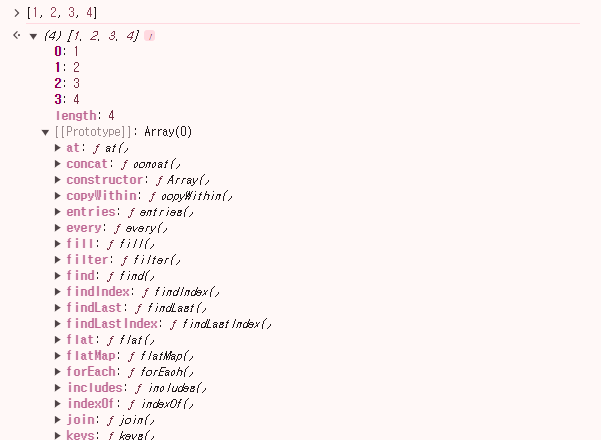 > [1, 2, 3, 4]
(4) [1, 2, 3, 4] i
0: 1
1: 2
2: 3
3: 4
length: 4
[[Prototype]]: Array(0)
at: ƒ at()
concat: ƒ concat()
constructor: ƒ Array()
copyWithin: ƒ copyWithin()
entries: ƒ entries()
every: ƒ every()
fill: ƒ fill()
filter: ƒ filter()
find: ƒ find()
findIndex: ƒ findIndex()
findLast: ƒ findLast()
findLastIndex: ƒ findLastIndex()
flat: ƒ flat()
flatMap: ƒ flatMap()
forEach: ƒ forEach()
includes: ƒ includes()
indexOf: ƒ indexOf()
join: ƒ join()
keys: ƒ keys()